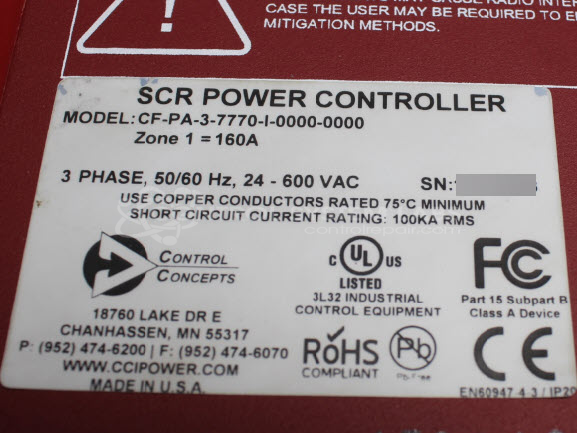 CASE THE USER MAY BE REQUIRED TO
MITIGATION METHODS.
SCR POWER CONTROLLER
MODEL: CF-PA-3-7770-I-0000-0000
Zone 1 = 160A
3 PHASE, 50/60 Hz, 24 - 600 VAC SN:
USE COPPER CONDUCTORS RATED 75°C MINIMUM
SHORT CIRCUIT CURRENT RATING: 100KA RMS
CONTROL
CONCEPTS
18760 LAKE DR E
CHANHASSEN, MN 55317
P: (952) 474-6200 | F: (952) 474-6070
WWW.CCIPOWER.COM
MADE IN U.S.A.
C UL US
LISTED
3L32 INDUSTRIAL
CONTROL EQUIPMENT
RoHS
COMPLIANT
Pb
Pb-Free
FC
Part 15 Subpart B
Class A Device
CE
EN60947-4-3 / IP20